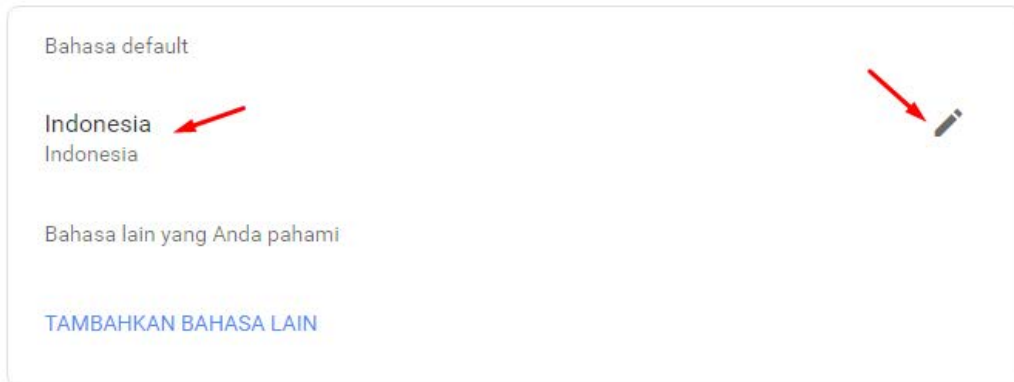 Bahasa default
Indonesia
Indonesia
Bahasa lain yang Anda pahami
TAMBAHKAN BAHASA LAIN